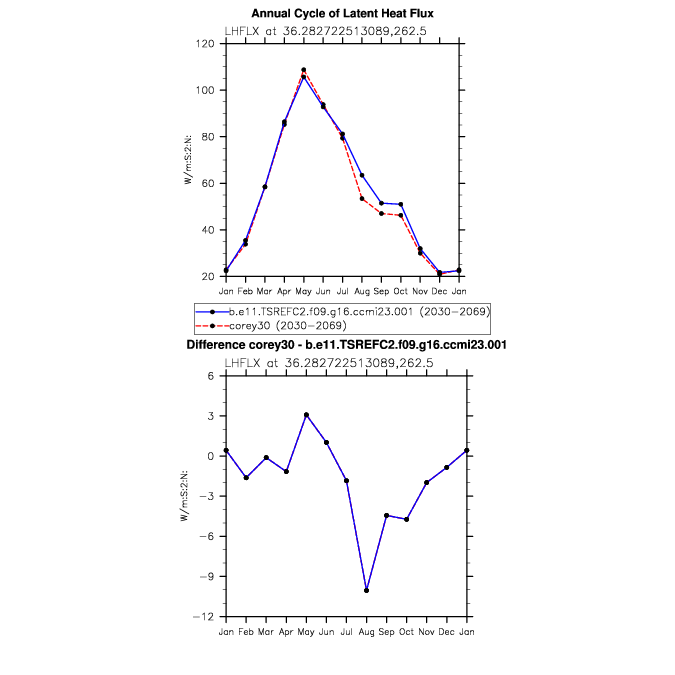 Annual Cycle of Latent Heat Flux
LHFLX at 36.282722513089,262.5
120
100
80
60
40
20
W/m:S:2:N:
Jan Feb Mar Apr May Jun Jul Aug Sep Oct Nov Dec Jan
b.e11.TSREFC2.f09.g16.ccmi23.001 (2030-2069)
corey30 (2030-2069)
Difference corey30 - b.e11.TSREFC2.f09.g16.ccmi23.001
LHFLX at 36.282722513089,262.5
6
3
0
-3
-6
-9
-12
W/m:S:2:N:
Jan Feb Mar Apr May Jun Jul Aug Sep Oct Nov Dec Jan